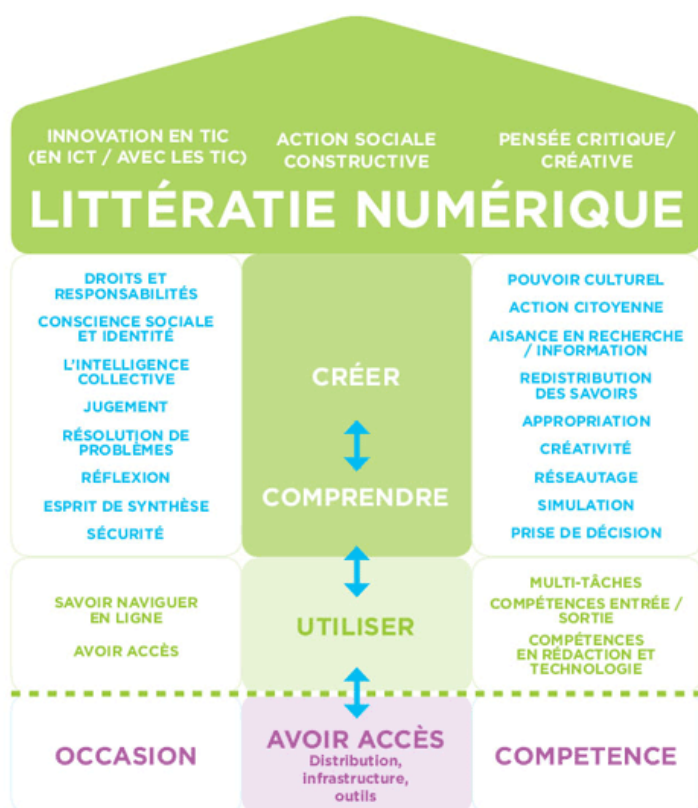 INNOVATION EN TIC
(EN ICT / AVEC LES TIC)
ACTION SOCIALE
CONSTRUCTIVE
PENSÉE CRITIQUE/
CRÉATIVE
LITTÉRATIE NUMÉRIQUE
DROITS ET
RESPONSABILITÉS
CONSCIENCE SOCIALE
ET IDENTITÉ
L'INTELLIGENCE
COLLECTIVE
JUGEMENT
RÉSOLUTION DE
PROBLÈMES
RÉFLEXION
ESPRIT DE SYNTHÈSE
SÉCURITÉ
CRÉER
COMPRENDRE
POUVOIR CULTUREL
ACTION CITOYENNE
AISANCE EN RECHERCHE
/ INFORMATION
REDISTRIBUTION
DES SAVOIRS
APPROPRIATION
CRÉATIVITÉ
RÉSEAUTAGE
SIMULATION
PRISE DE DÉCISION
SAVOIR NAVIGUER
EN LIGNE
AVOIR ACCÈS
UTILISER
MULTI-TÂCHES
COMPÉTENCES ENTRÉE /
SORTIE
COMPÉTENCES
EN RÉDACTION ET
TECHNOLOGIE
OCCASION
AVOIR ACCÈS
Distribution,
infrastructure,
outils
COMPETENCE